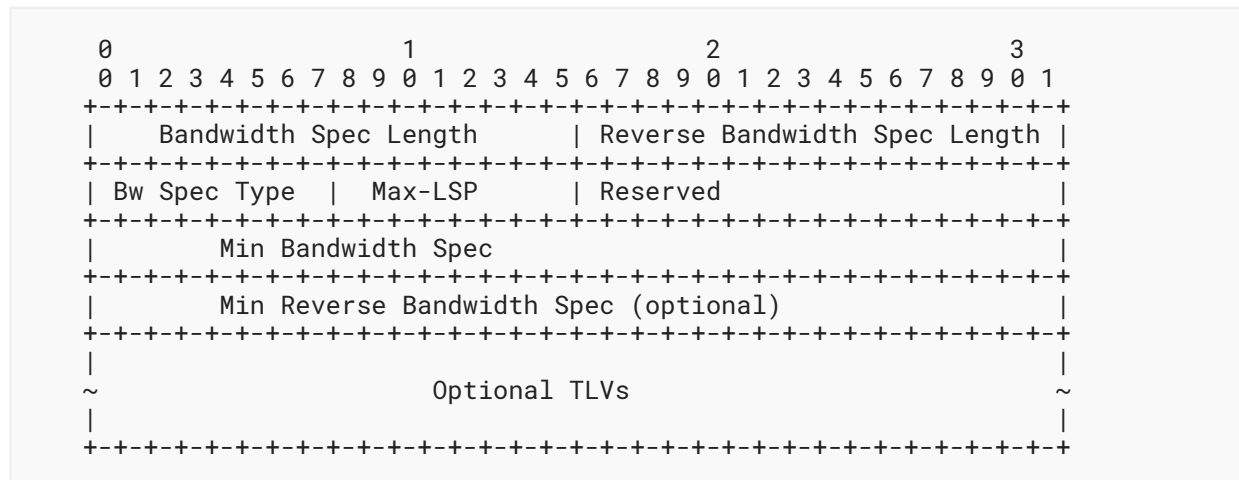 0                   1                   2                   3
 0 1 2 3 4 5 6 7 8 9 0 1 2 3 4 5 6 7 8 9 0 1 2 3 4 5 6 7 8 9 0 1
+-+-+-+-+-+-+-+-+-+-+-+-+-+-+-+-+-+-+-+-+-+-+-+-+-+-+-+-+-+-+-+-+
|    Bandwidth Spec Length      | Reverse Bandwidth Spec Length |
+-+-+-+-+-+-+-+-+-+-+-+-+-+-+-+-+-+-+-+-+-+-+-+-+-+-+-+-+-+-+-+-+
| Bw Spec Type  |  Max-LSP      | Reserved                      |
+-+-+-+-+-+-+-+-+-+-+-+-+-+-+-+-+-+-+-+-+-+-+-+-+-+-+-+-+-+-+-+-+
|        Min Bandwidth Spec                                     |
+-+-+-+-+-+-+-+-+-+-+-+-+-+-+-+-+-+-+-+-+-+-+-+-+-+-+-+-+-+-+-+-+
|        Min Reverse Bandwidth Spec (optional)                  |
+-+-+-+-+-+-+-+-+-+-+-+-+-+-+-+-+-+-+-+-+-+-+-+-+-+-+-+-+-+-+-+-+
|                                                               |
~                      Optional TLVs                            ~
|                                                               |
+-+-+-+-+-+-+-+-+-+-+-+-+-+-+-+-+-+-+-+-+-+-+-+-+-+-+-+-+-+-+-+-+